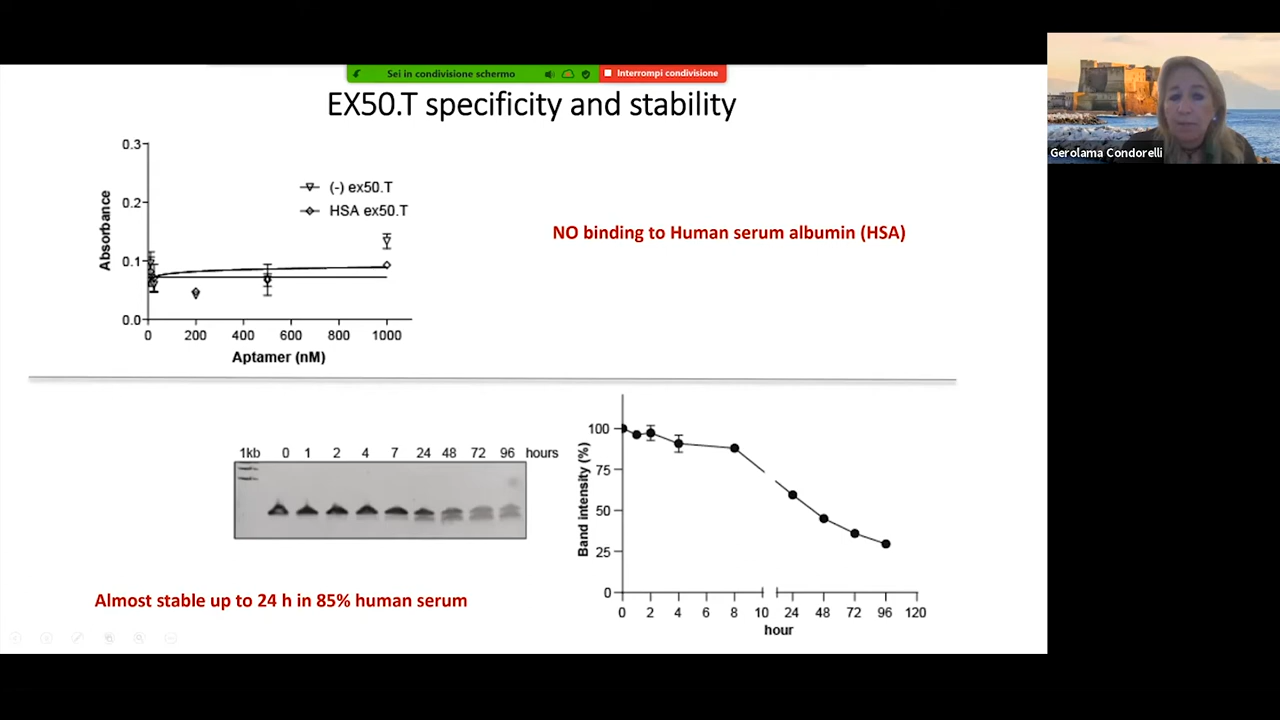 Sei in condivisione schermo
Interrompi condivisione
EX50.T specificity and stability
Gerolama Condorelli
0.3
0.2
0.1
0.0
Absorbance
(-) ex50.T
HSA ex50.T
0 200 400 600 800 1000
Aptamer (nM)
NO binding to Human serum albumin (HSA)
1kb 0 1 2 4 7 24 48 72 96 hours
Almost stable up to 24 h in 85% human serum
100
75
50
25
0
Band intensity (%)
0 2 4 6 8 10 24 48 72 96 120
hour